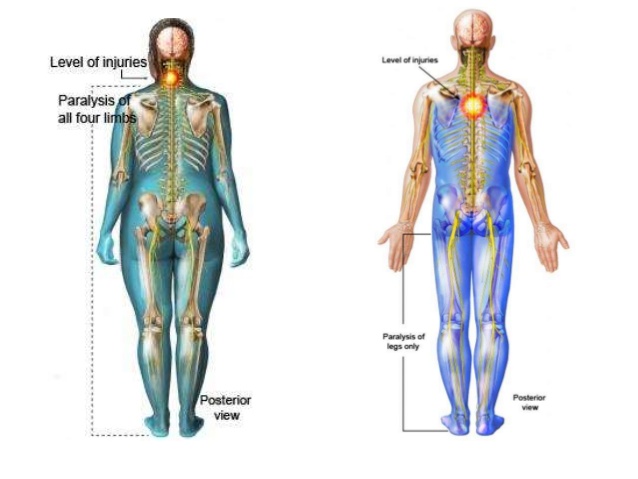 Level of injuries
Paralysis of
all four limbs
Posterior
view
Level of injuries
Paralysis of
legs only
Posterior
view